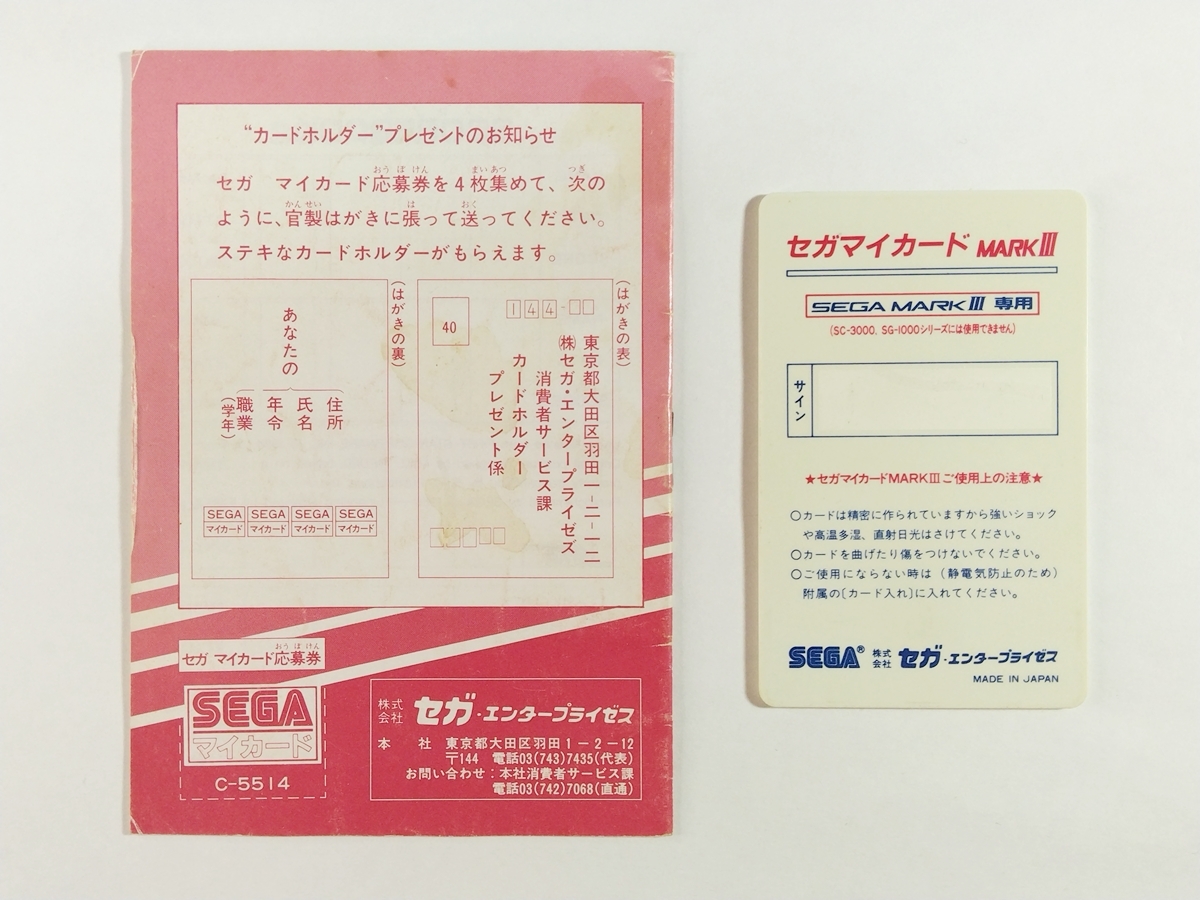 “カードホルダー”プレゼントのお知らせ
セガ マイカード応募券を4枚集めて、次の
ように、官製はがきに張って送ってください。
ステキなカードホルダーがもらえます。
(はがきの裏)
あなたの
住所
氏名
年令
職業
(学年)
SEGA マイカード
SEGA マイカード
SEGA マイカード
SEGA マイカード
(はがきの表)
40
144-
東京都大田区羽田一-二-一二
(株)セガ・エンタープライゼズ
消費者サービス課
カードホルダー
プレゼント係
セガ マイカード応募券
SEGA
マイカード
C-5514
株式会社 セガ・エンタープライゼス
本 社 東京都大田区羽田1-2-12
〒144 電話03(743)7435(代表)
お問い合わせ:本社消費者サービス課
電話03(742)7068(直通)
セガマイカード MARKⅢ
SEGA MARKⅢ 専用
(SC-3000, SG-1000シリーズには使用できません)
サイン
★セガマイカードMARKⅢご使用上の注意★
○カードは精密に作られていますから強いショック
や高温多湿、直射日光はさけてください。
○カードを曲げたり傷をつけないでください。
○ご使用にならない時は(静電気防止のため)
附属の〔カード入れ〕に入れてください。
SEGA® 株式会社 セガ・エンタープライゼス
MADE IN JAPAN